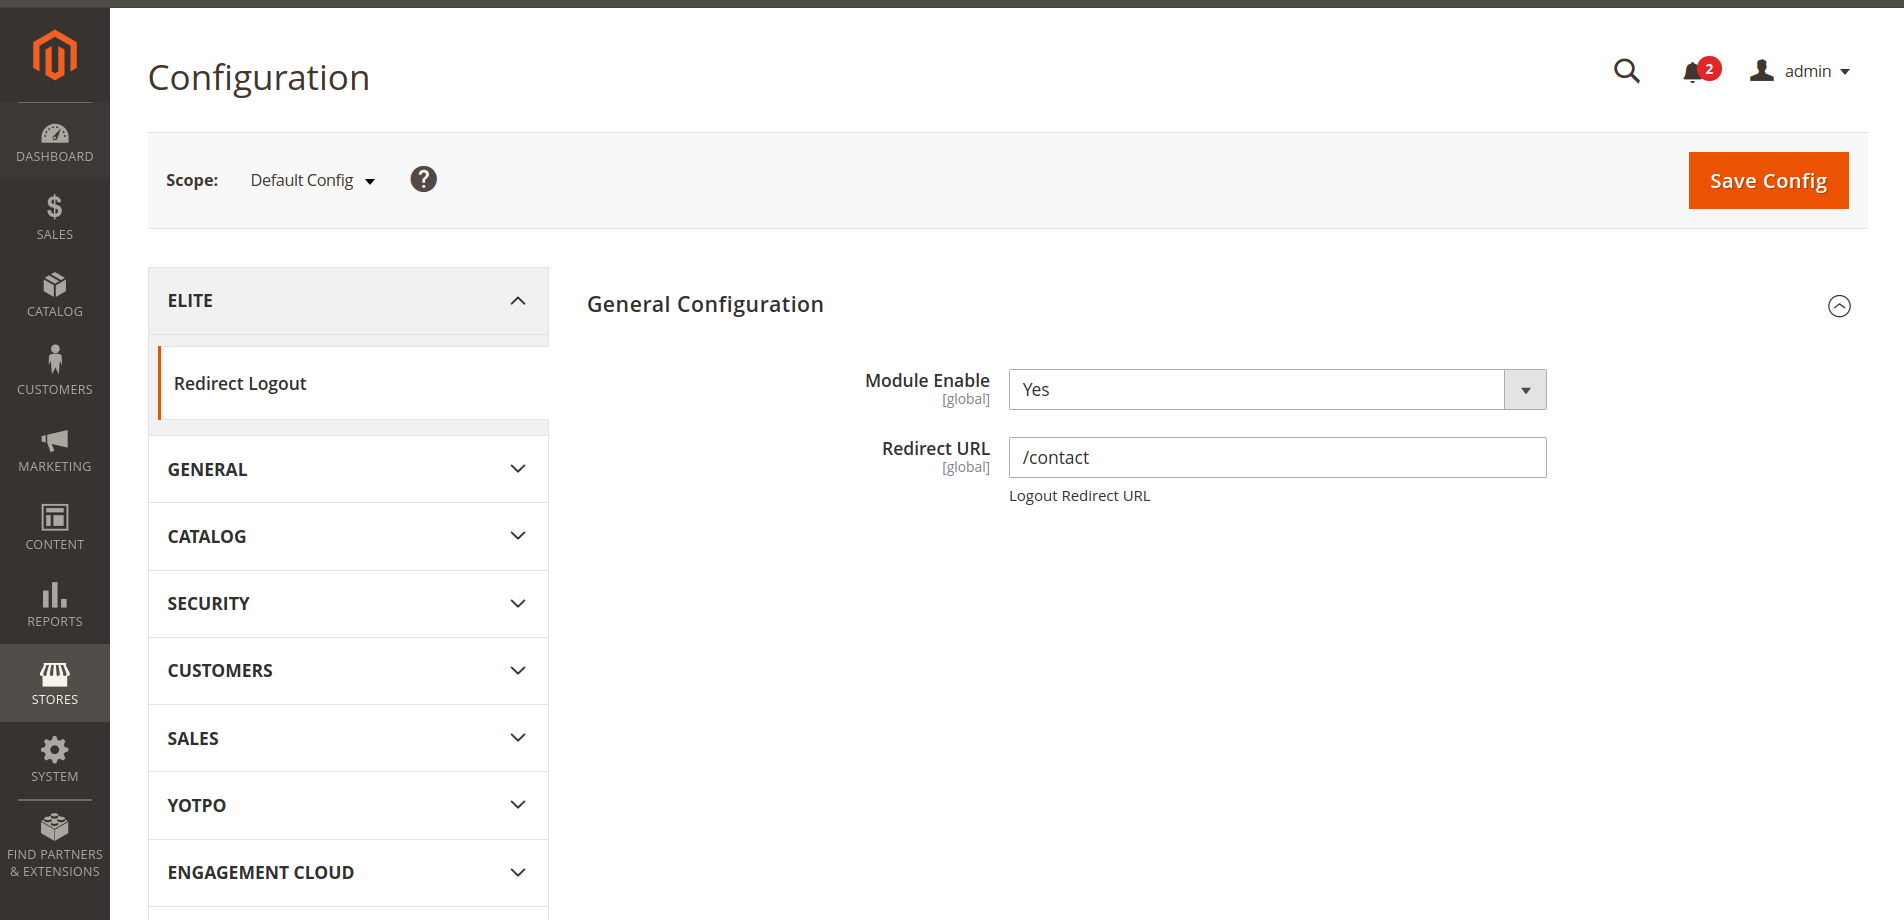 Configuration
2
admin
Scope:
Default Config
?
Save Config
DASHBOARD
$
SALES
CATALOG
CUSTOMERS
MARKETING
CONTENT
REPORTS
STORES
SYSTEM
FIND PARTNERS
& EXTENSIONS
ELITE
Redirect Logout
GENERAL
CATALOG
SECURITY
CUSTOMERS
SALES
YOTPO
ENGAGEMENT CLOUD
General Configuration
Module Enable
[global]
Yes
Redirect URL
[global]
/contact
Logout Redirect URL